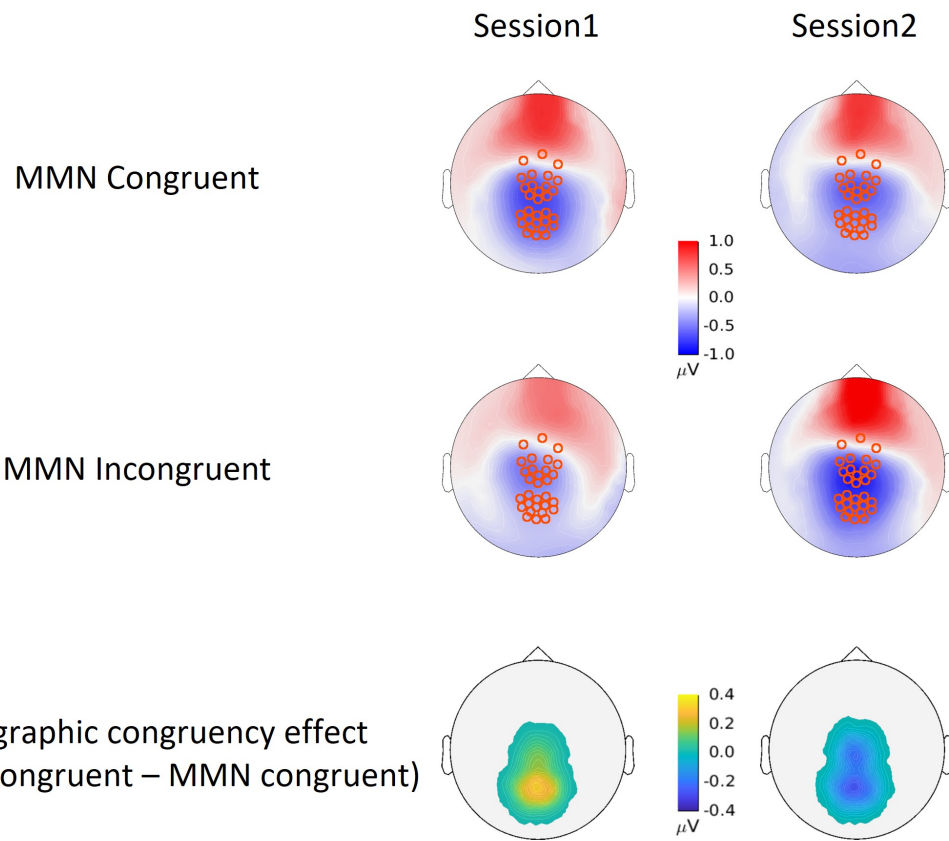 Session1
Session2
MMN Congruent
1.0
0.5
0.0
-0.5
-1.0
μV
MMN Incongruent
graphic congruency effect
ongruent – MMN congruent)
0.4
0.2
0.0
-0.2
-0.4
μV